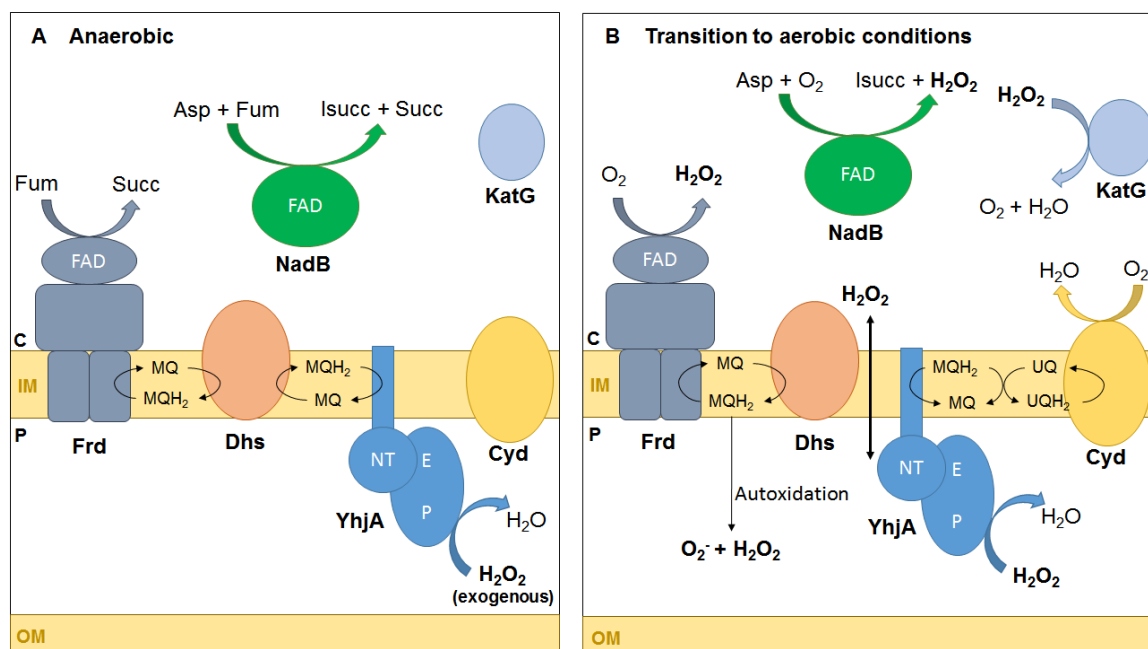 A Anaerobic
Asp + Fum
Isucc + Succ
KatG
Fum
Succ
FAD
NadB
FAD
C
IM
P
MQ
MQH₂
MQH₂
MQ
Frd
Dhs
Cyd
NT
E
P
YhjA
H₂O
H₂O₂
(exogenous)
OM
B Transition to aerobic conditions
Asp + O₂
Isucc + H₂O₂
H₂O₂
KatG
O₂ + H₂O
O₂
H₂O₂
FAD
NadB
FAD
H₂O₂
H₂O
O₂
C
IM
P
MQ
MQH₂
MQH₂
MQ
UQ
UQH₂
Frd
Dhs
Cyd
NT
E
P
Autoxidation
YhjA
H₂O
O₂⁻ + H₂O₂
H₂O₂
OM